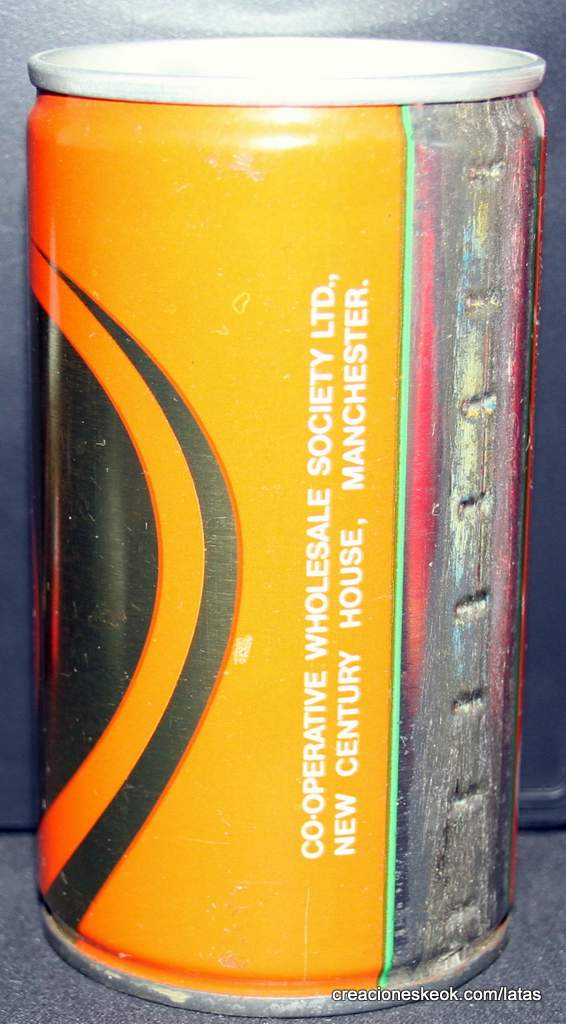 CO-OPERATIVE WHOLESALE SOCIETY LTD.,
NEW CENTURY HOUSE, MANCHESTER.
creacioneskeok.com/latas